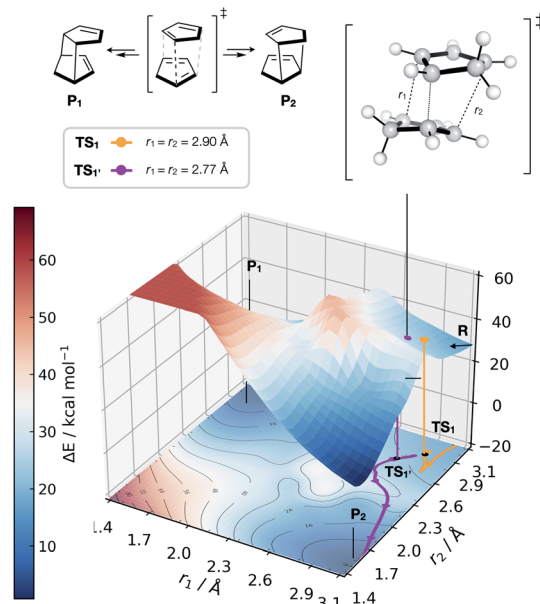 ‡
‡
P1
P2
r1
r2
TS1 r1 = r2 = 2.90 Å
TS1' r1 = r2 = 2.77 Å
P1
R
TS1
TS1'
P2
60
50
40
30
20
10
ΔE / kcal mol−1
60
40
20
0
−20
1.4
1.7
2.0
2.3
2.6
2.9
3.1
r1 / Å
3.1
2.9
2.6
2.3
2.0
1.7
1.4
r2 / Å